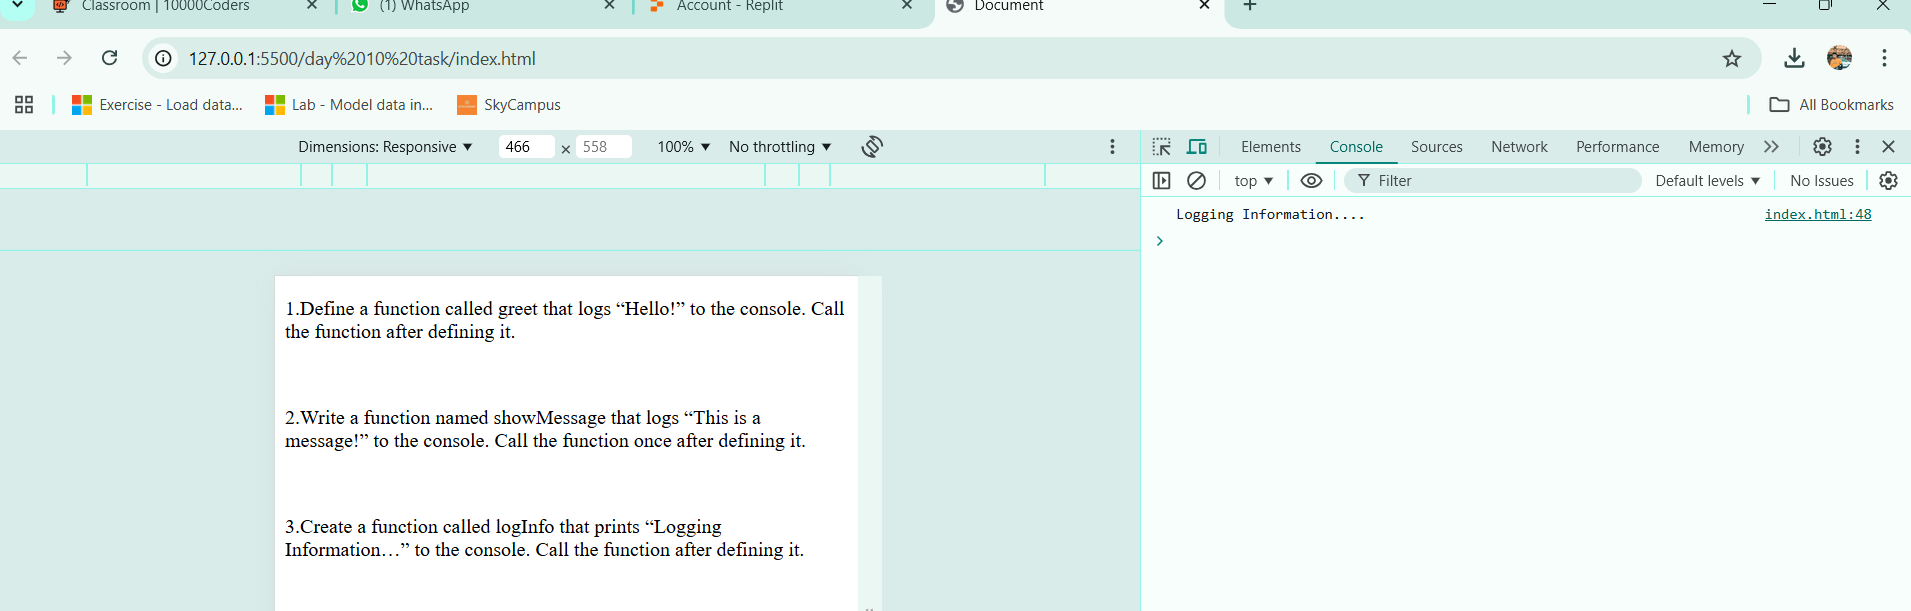 Classroom | 10000Coders
(1) WhatsApp
Account - Replit
Document
127.0.0.1:5500/day%2010%20task/index.html
Exercise - Load data...
Lab - Model data in...
SkyCampus
All Bookmarks
Dimensions: Responsive
466 × 558
100%
No throttling
Elements
Console
Sources
Network
Performance
Memory
top
Filter
Default levels
No Issues
Logging Information....
index.html:48
1.Define a function called greet that logs “Hello!” to the console. Call
the function after defining it.
2.Write a function named showMessage that logs “This is a
message!” to the console. Call the function once after defining it.
3.Create a function called logInfo that prints “Logging
Information…” to the console. Call the function after defining it.